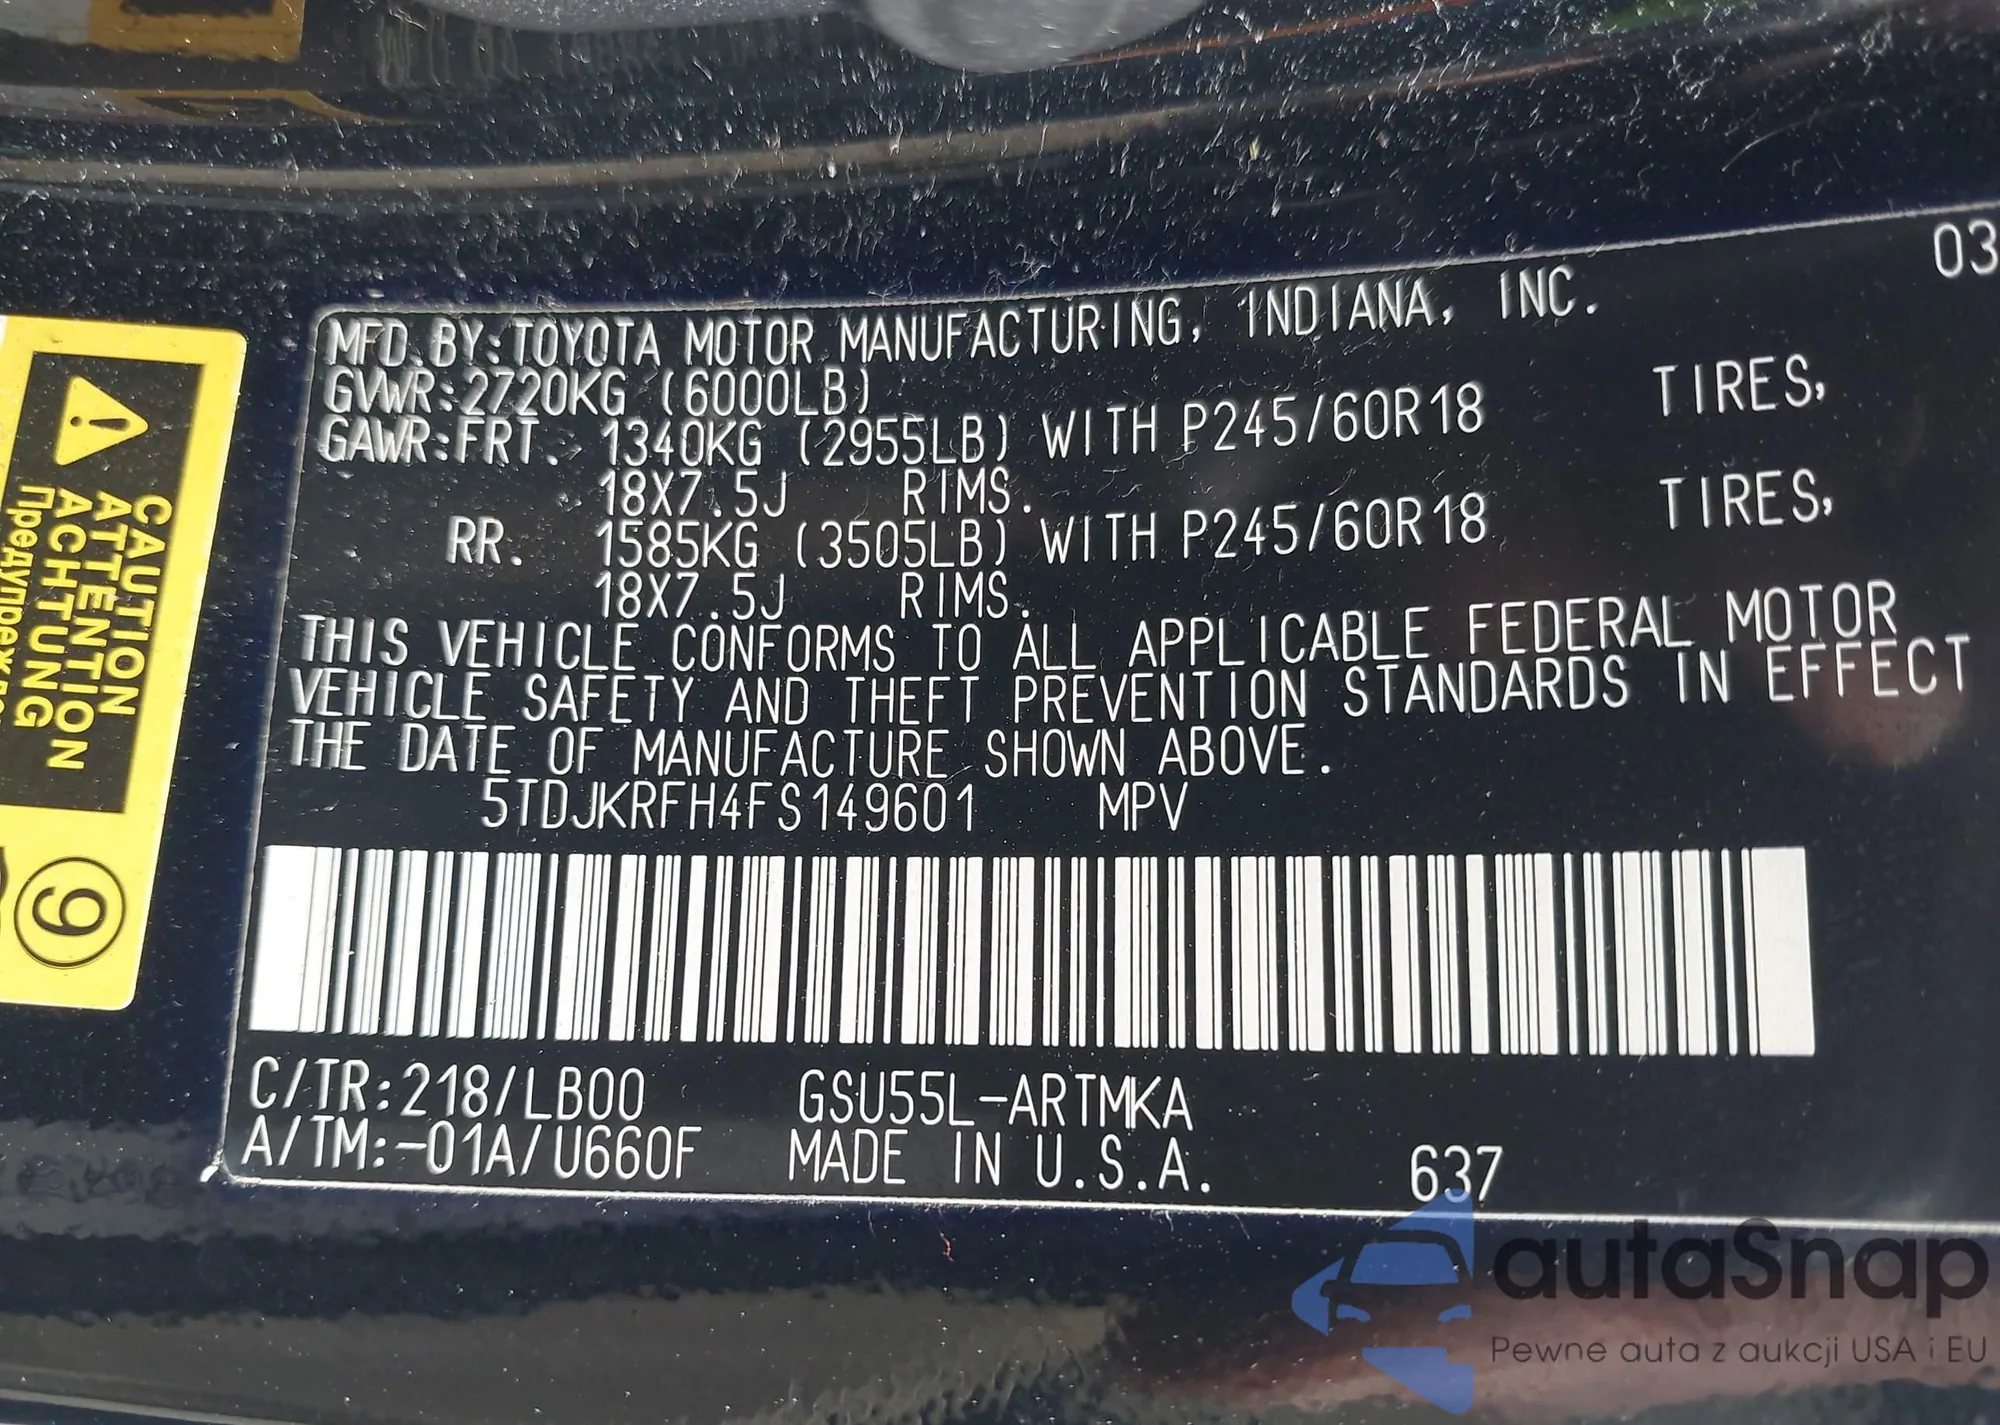 03
MFD.BY:TOYOTA MOTOR MANUFACTURING, INDIANA, INC.
GVWR:2720KG (6000LB)
GAWR:FRT. 1340KG (2955LB) WITH P245/60R18 TIRES,
18X7.5J RIMS.
RR. 1585KG (3505LB) WITH P245/60R18 TIRES,
18X7.5J RIMS.
THIS VEHICLE CONFORMS TO ALL APPLICABLE FEDERAL MOTOR
VEHICLE SAFETY AND THEFT PREVENTION STANDARDS IN EFFECT
THE DATE OF MANUFACTURE SHOWN ABOVE.
5TDJKRFH4FS149601 MPV
C/TR:218/LB00 GSU55L-ARTMKA
A/TM:-01A/U660F MADE IN U.S.A. 637
CAUTION
ATTENTION
ACHTUNG
9
autaSnap
Pewne auta z aukcji USA i EU